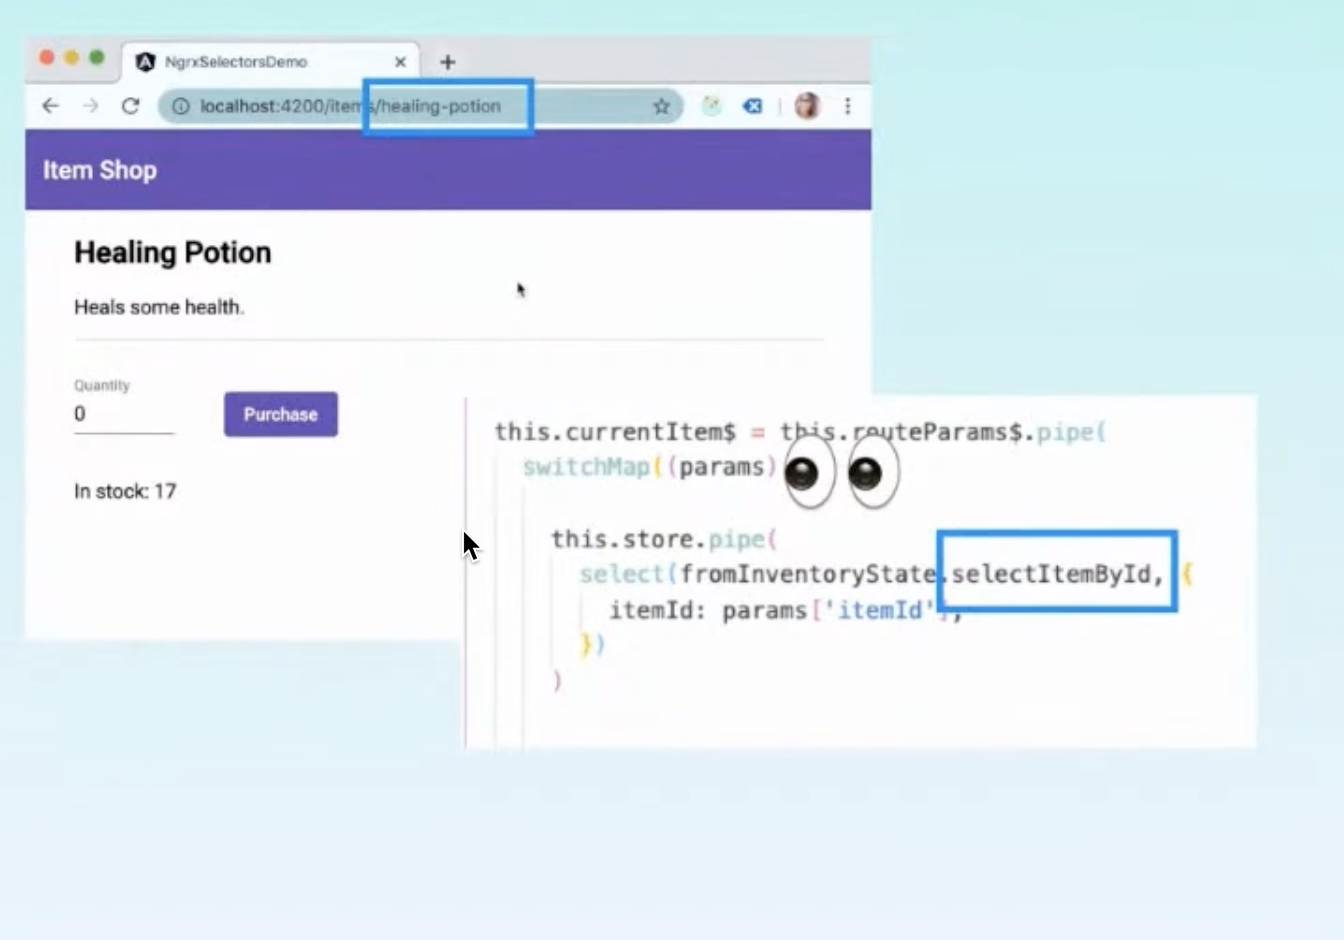 NgrxSelectorsDemo
localhost:4200/items/healing-potion
Item Shop
Healing Potion
Heals some health.
Quantity
0
Purchase
In stock: 17
this.currentItem$ = this.routeParams$.pipe(
switchMap((params)
this.store.pipe(
select(fromInventoryState.selectItemById, {
itemId: params['itemId'],
})
)